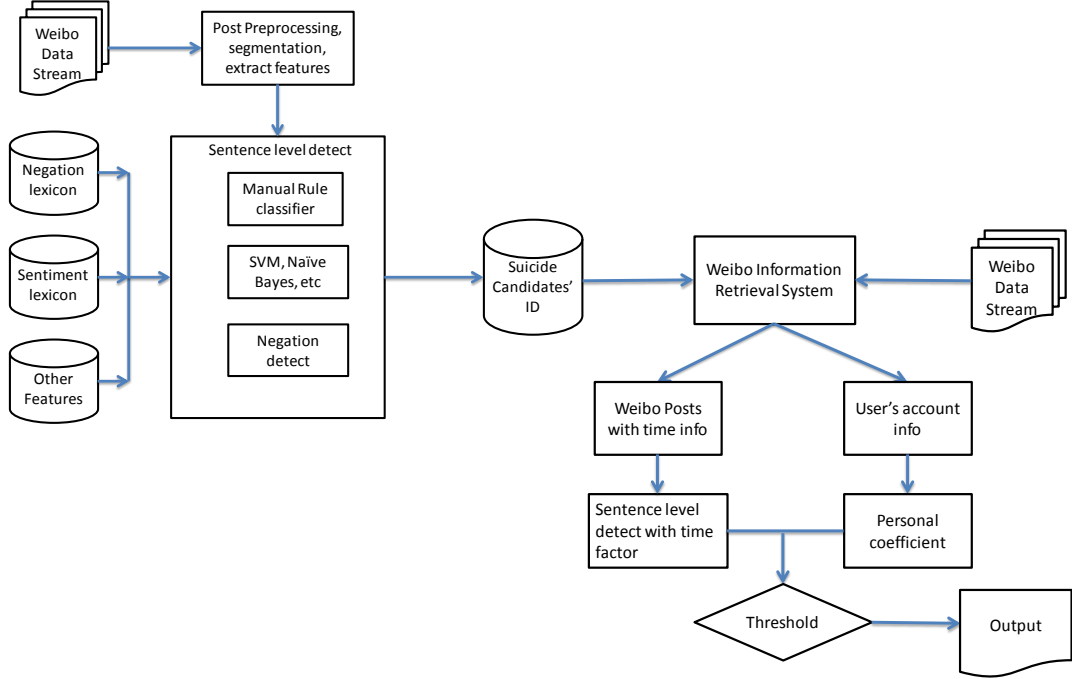 Weibo
Data
Stream
Post Preprocessing,
segmentation,
extract features
Negation
lexicon
Sentiment
lexicon
Other
Features
Sentence level detect
Manual Rule
classifier
SVM, Naïve
Bayes, etc
Negation
detect
Suicide
Candidates’
ID
Weibo Information
Retrieval System
Weibo
Data
Stream
Weibo Posts
with time info
User’s account
info
Sentence level
detect with time
factor
Personal
coefficient
Threshold
Output